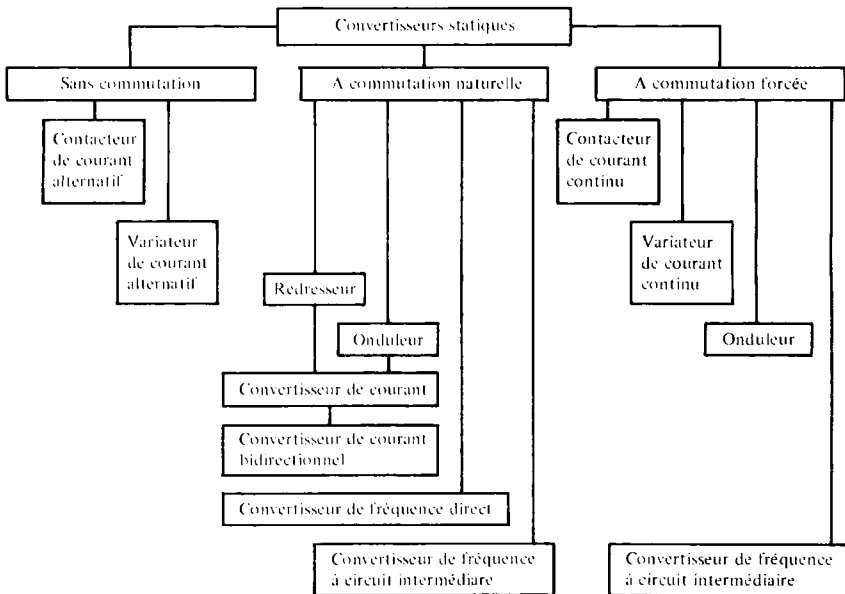 Convertisseurs statiques
Sans commutation
A commutation naturelle
A commutation forcée
Contacteur
de courant
alternatif
Contacteur
de courant
continu
Variateur
de courant
alternatif
Variateur
de courant
continu
Redresseur
Onduleur
Onduleur
Convertisseur de courant
Convertisseur de courant
bidirectionnel
Convertisseur de fréquence direct
Convertisseur de fréquence
à circuit intermédiare
Convertisseur de fréquence
à circuit intermédiaire